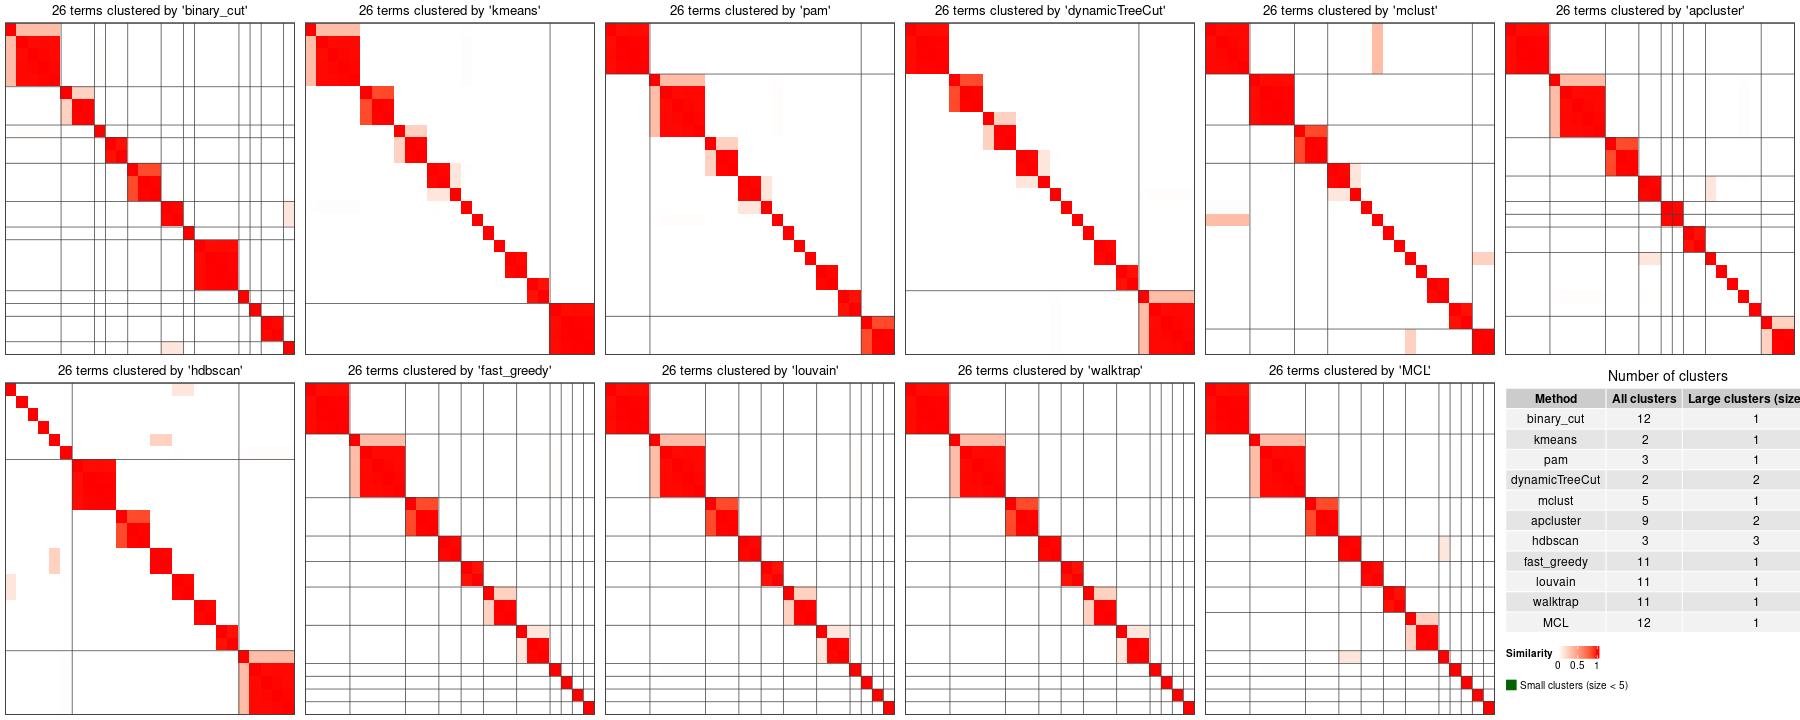 26 terms clustered by 'binary_cut'
26 terms clustered by 'kmeans'
26 terms clustered by 'pam'
26 terms clustered by 'dynamicTreeCut'
26 terms clustered by 'mclust'
26 terms clustered by 'apcluster'
26 terms clustered by 'hdbscan'
26 terms clustered by 'fast_greedy'
26 terms clustered by 'louvain'
26 terms clustered by 'walktrap'
26 terms clustered by 'MCL'
Number of clusters
Method All clusters Large clusters (size
binary_cut 12 1
kmeans 2 1
pam 3 1
dynamicTreeCut 2 2
mclust 5 1
apcluster 9 2
hdbscan 3 3
fast_greedy 11 1
louvain 11 1
walktrap 11 1
MCL 12 1
Similarity
0 0.5 1
Small clusters (size < 5)